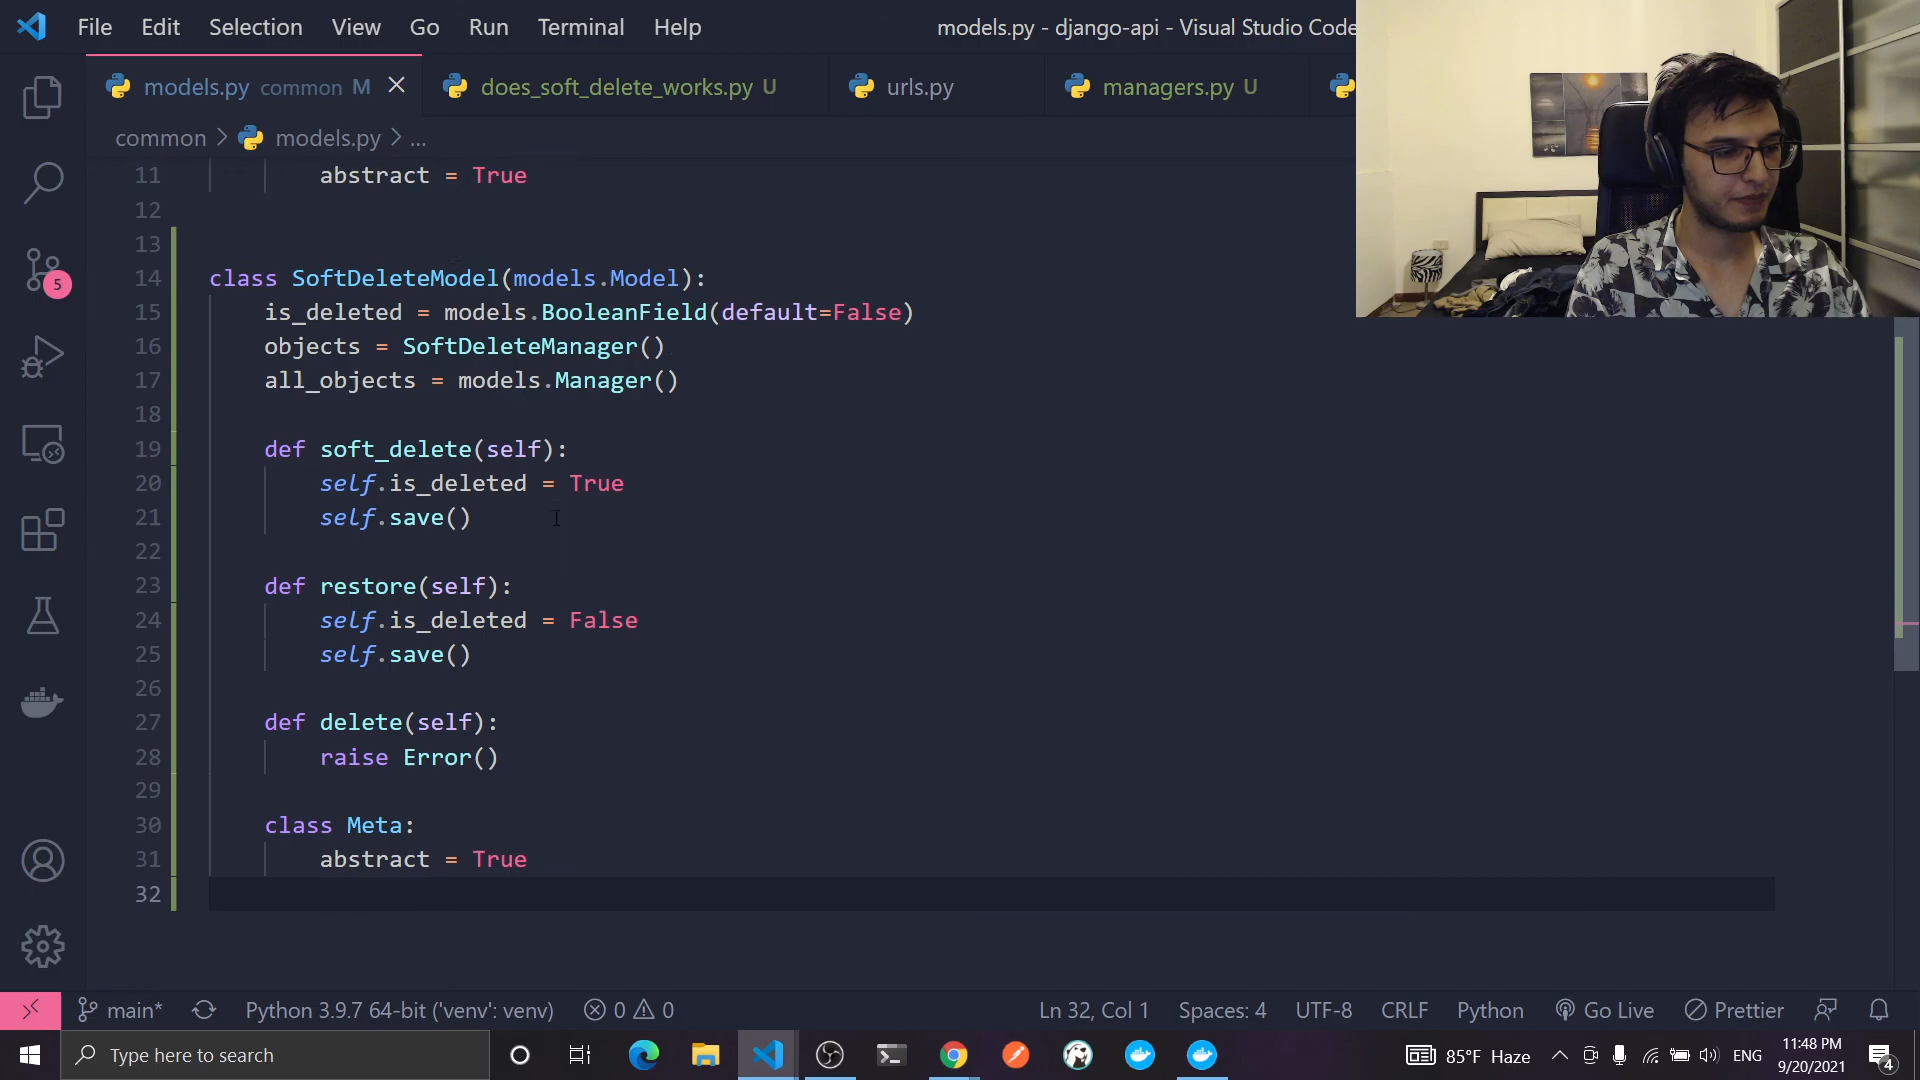 File Edit Selection View Go Run Terminal Help
models.py - django-api - Visual Studio Code
models.py common M
does_soft_delete_works.py U
urls.py
managers.py U
common > models.py > ...
11 abstract = True
12
13
14 class SoftDeleteModel(models.Model):
15 is_deleted = models.BooleanField(default=False)
16 objects = SoftDeleteManager()
17 all_objects = models.Manager()
18
19 def soft_delete(self):
20 self.is_deleted = True
21 self.save()
22
23 def restore(self):
24 self.is_deleted = False
25 self.save()
26
27 def delete(self):
28 raise Error()
29
30 class Meta:
31 abstract = True
32
5
main* Python 3.9.7 64-bit ('venv': venv) 0 0 Ln 32, Col 1 Spaces: 4 UTF-8 CRLF Python Go Live Prettier
Type here to search
85°F Haze
ENG
11:48 PM
9/20/2021
4